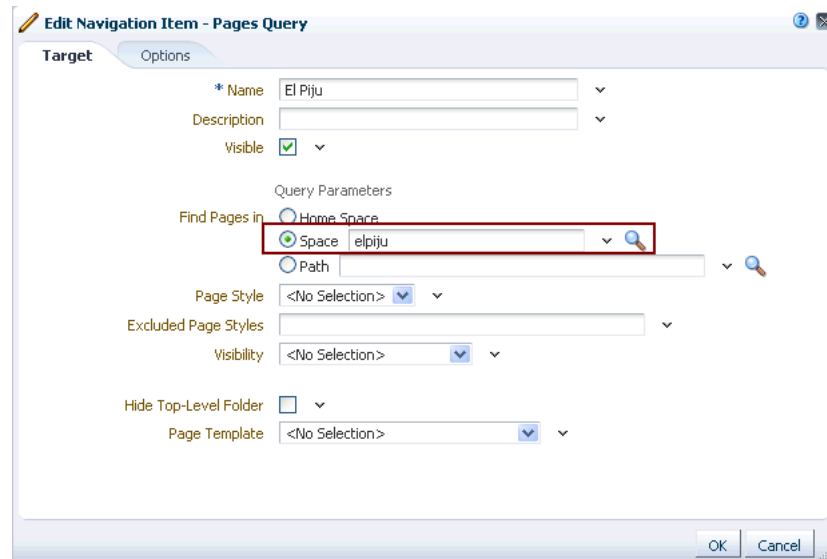 Edit Navigation Item - Pages Query
Target Options
* Name El Piju
Description
Visible
Query Parameters
Find Pages in Home Space
Space elpiju
Path
Page Style <No Selection>
Excluded Page Styles
Visibility <No Selection>
Hide Top-Level Folder
Page Template <No Selection>
OK Cancel